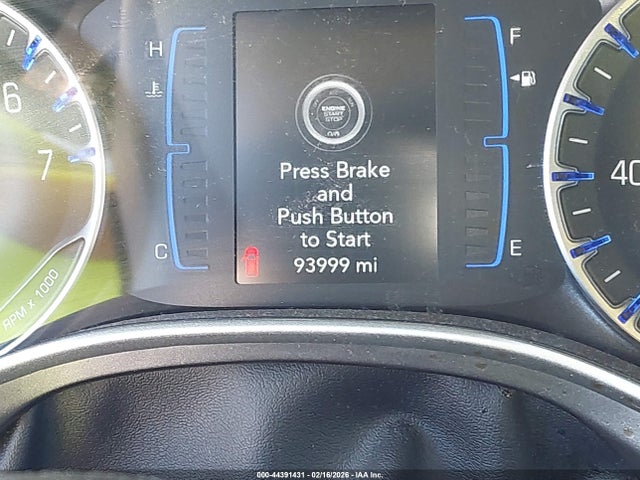 H
F
6
7
ENGINE
START
STOP
Press Brake
and
Push Button
to Start
40
C
E
93999 mi
RPM x 1000
000-44391431 - 02/16/2026 - IAA Inc.